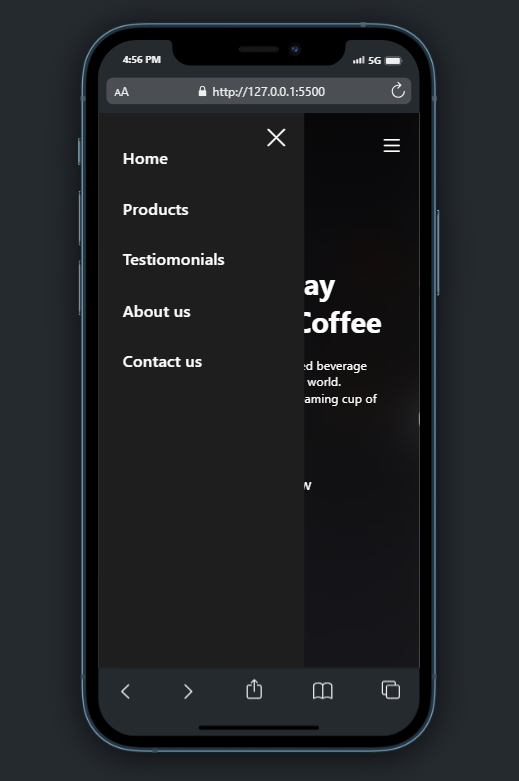 4:56 PM
5G
AA
http://127.0.0.1:5500
Home
Products
Testiomonials
About us
Contact us
ay
Coffee
ed beverage
world.
aming cup of
w